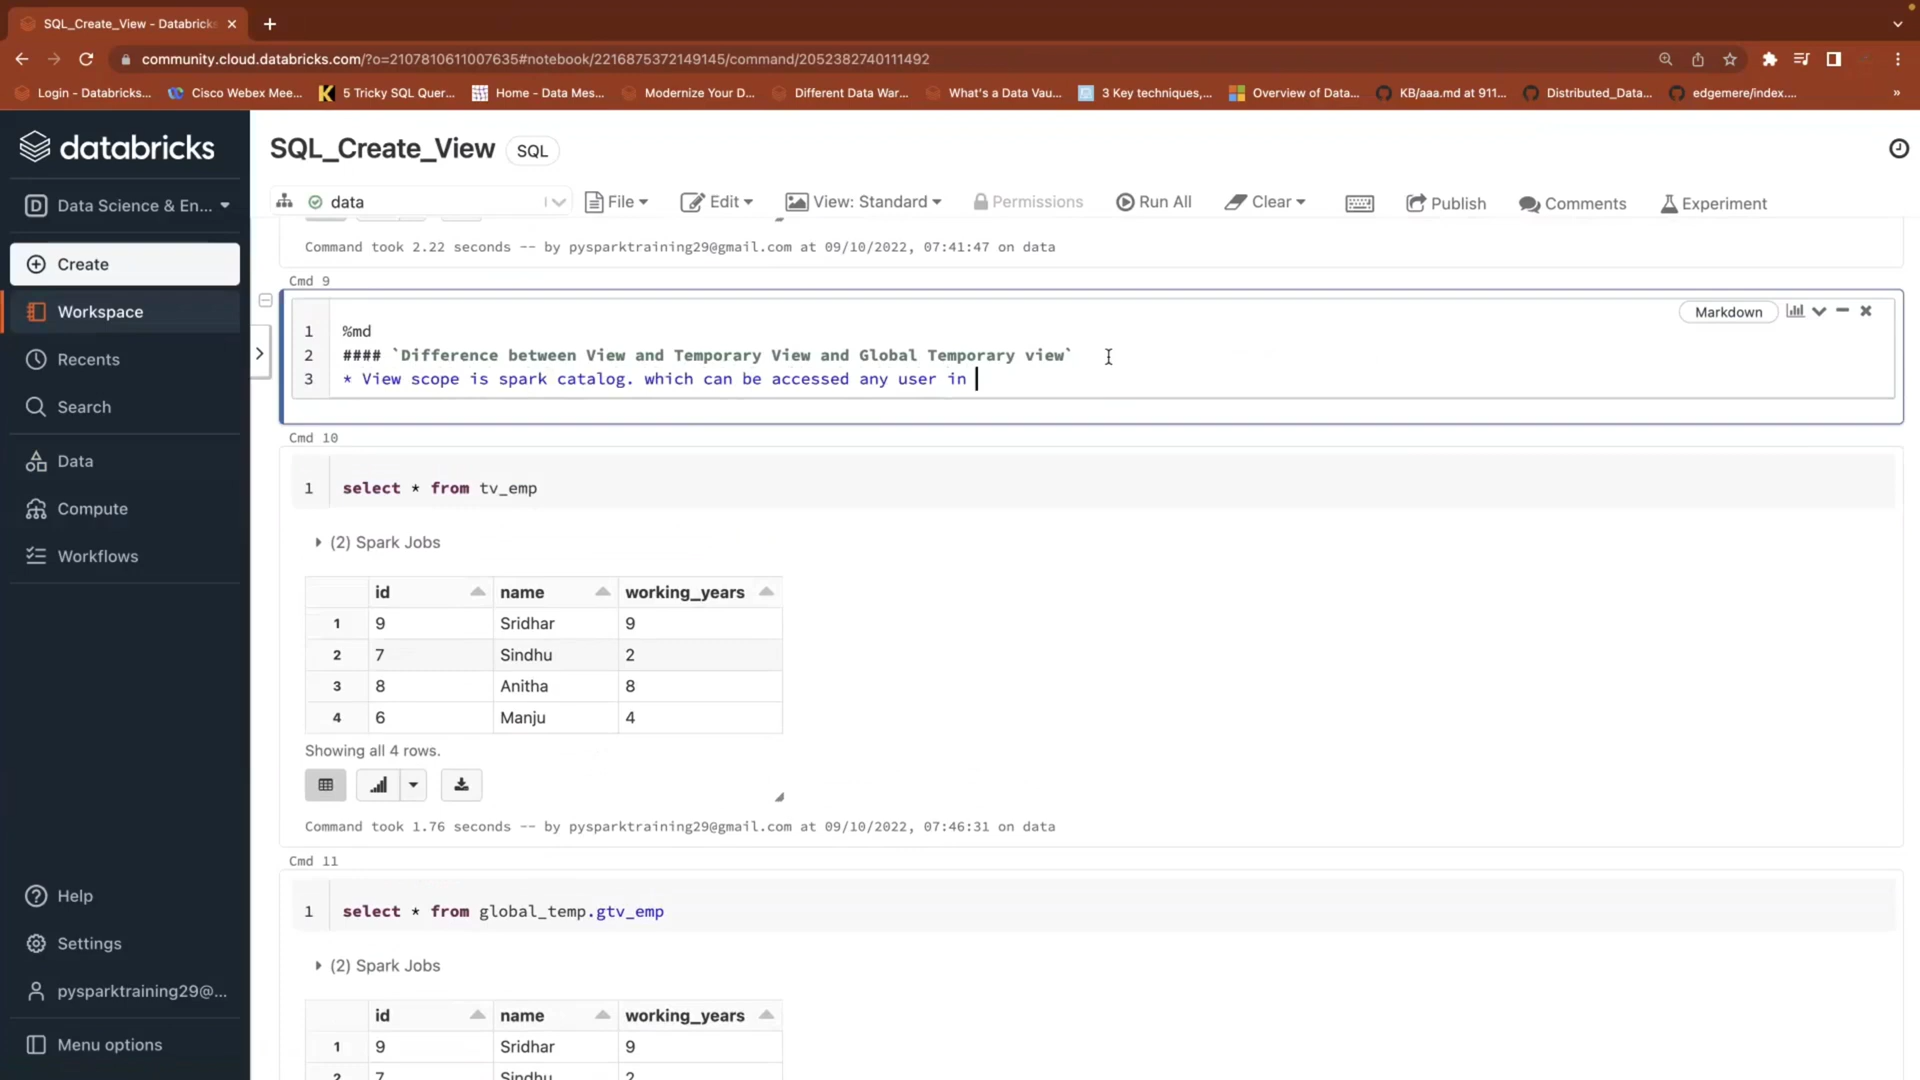 SQL_Create_View - Databricks
community.cloud.databricks.com/?o=2107810611007635#notebook/2216875372149145/command/2052382740111492
Login - Databricks... Cisco Webex Mee... 5 Tricky SQL Quer... Home - Data Mes... Modernize Your D... Different Data War... What's a Data Vau... 3 Key techniques,... Overview of Data... KB/aaa.md at 911... Distributed_Data... edgemere/index....
databricks
SQL_Create_View SQL
Data Science & En...
data File Edit View: Standard Permissions Run All Clear Publish Comments Experiment
Create
Workspace
Recents
Search
Data
Compute
Workflows
Help
Settings
pysparktraining29@...
Menu options
Command took 2.22 seconds -- by pysparktraining29@gmail.com at 09/10/2022, 07:41:47 on data
Cmd 9
Markdown
1 %md
2 #### `Difference between View and Temporary View and Global Temporary view`
3 * View scope is spark catalog. which can be accessed any user in
Cmd 10
1 select * from tv_emp
(2) Spark Jobs
id name working_years
1 9 Sridhar 9
2 7 Sindhu 2
3 8 Anitha 8
4 6 Manju 4
Showing all 4 rows.
Command took 1.76 seconds -- by pysparktraining29@gmail.com at 09/10/2022, 07:46:31 on data
Cmd 11
1 select * from global_temp.gtv_emp
(2) Spark Jobs
id name working_years
1 9 Sridhar 9
2 7 Sindhu 2